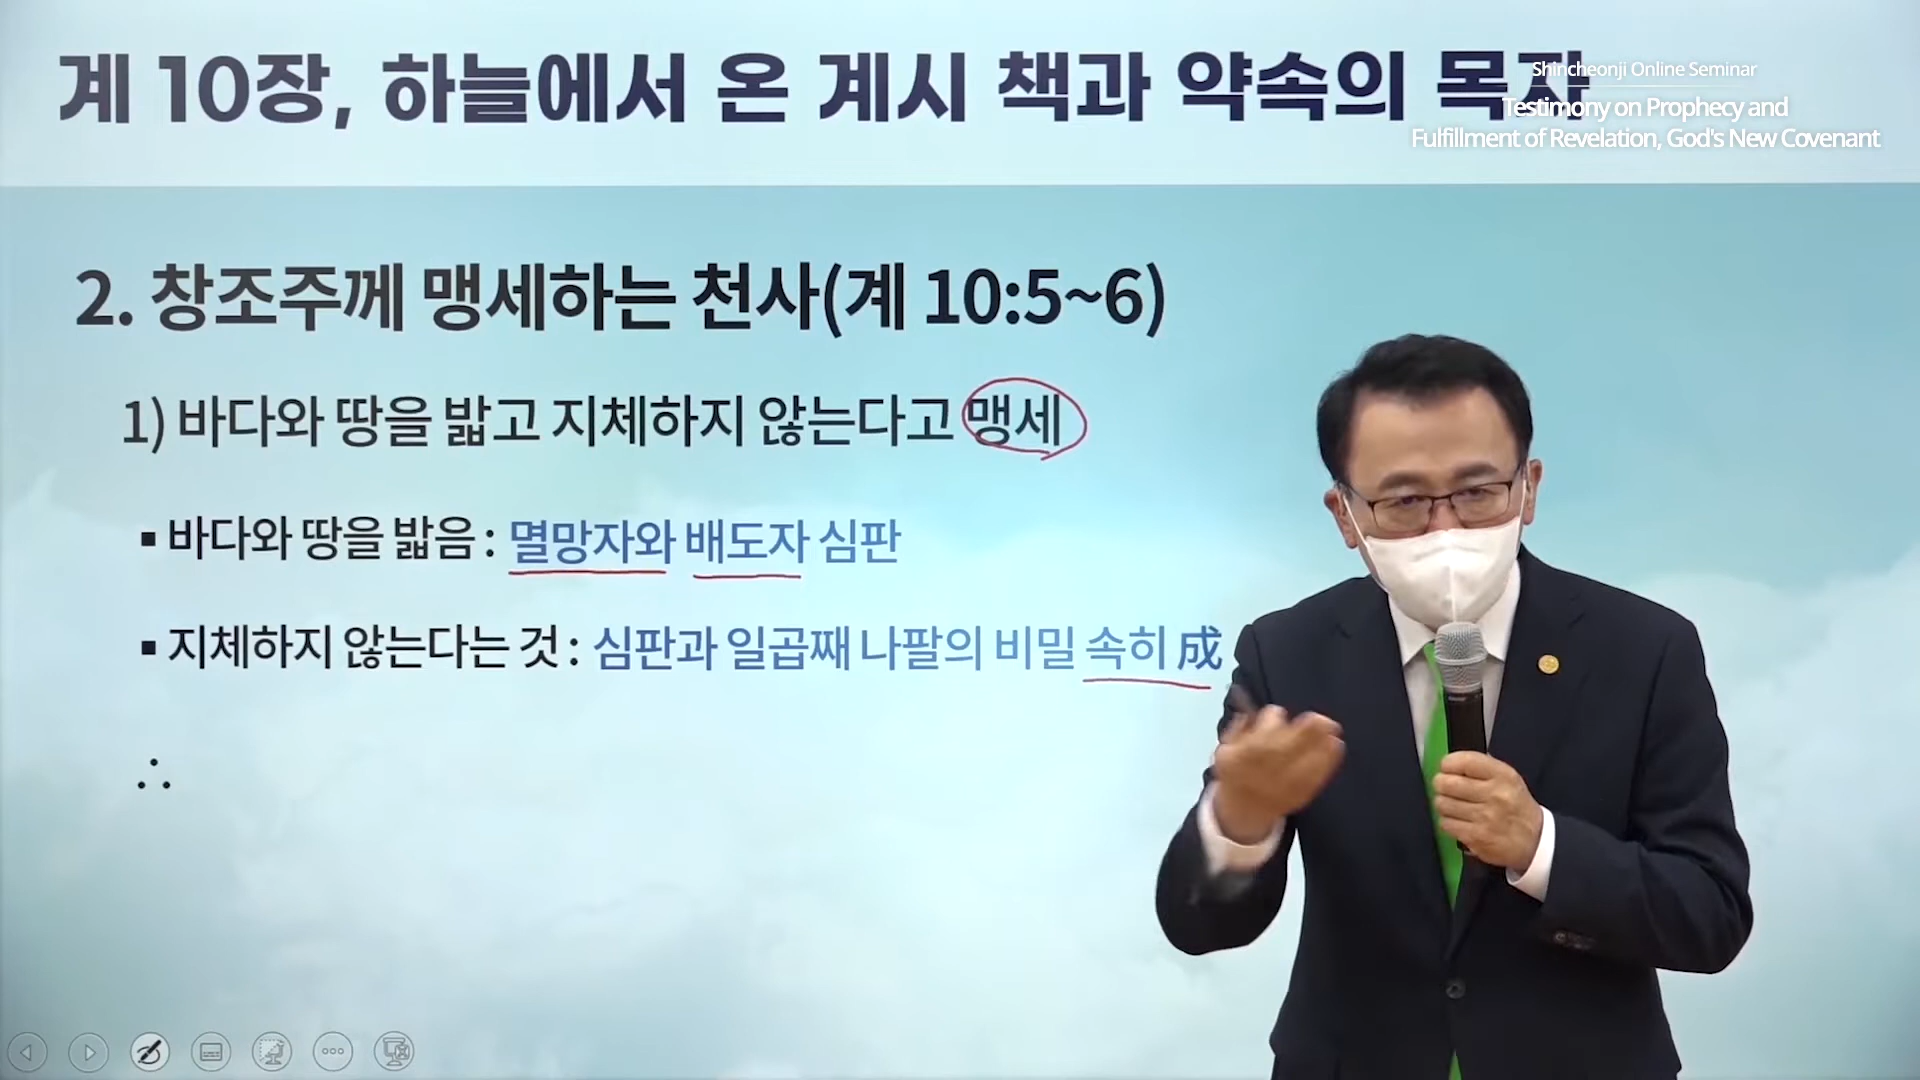 계 10장, 하늘에서 온 계시 책과 약속의 목자
Shincheonji Online Seminar
Testimony on Prophecy and
Fulfillment of Revelation, God's New Covenant
2. 창조주께 맹세하는 천사(계 10:5~6)
1) 바다와 땅을 밟고 지체하지 않는다고 맹세
▪ 바다와 땅을 밟음 : 멸망자와 배도자 심판
▪ 지체하지 않는다는 것 : 심판과 일곱째 나팔의 비밀 속히 成
∴